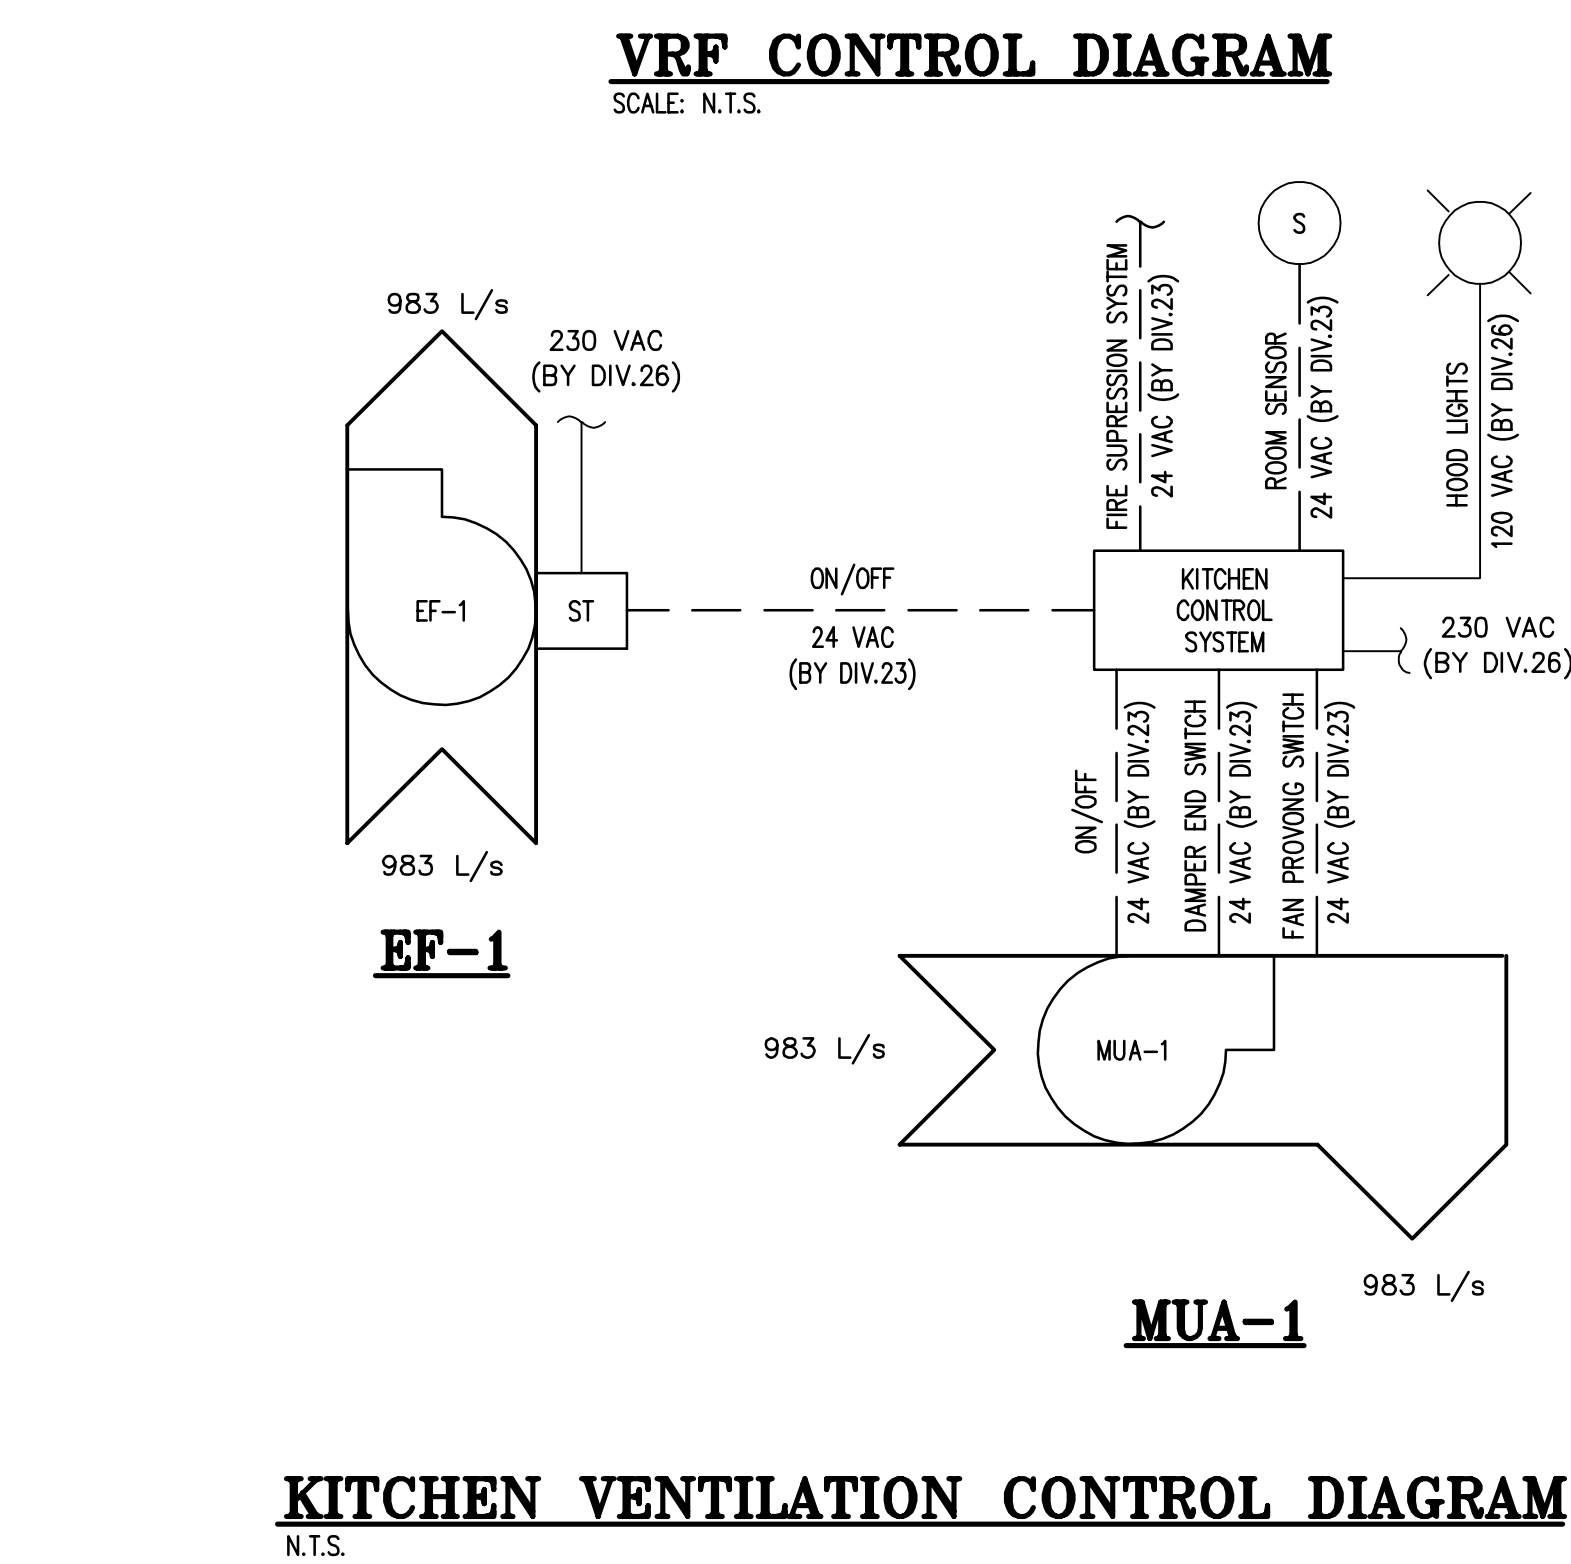 VRF CONTROL DIAGRAM
SCALE: N.T.S.
983 L/s
230 VAC
(BY DIV.26)
FIRE SUPRESSION SYSTEM
24 VAC (BY DIV.23)
S
ROOM SENSOR
24 VAC (BY DIV.23)
HOOD LIGHTS
120 VAC (BY DIV.26)
EF-1
ST
ON/OFF
24 VAC
(BY DIV.23)
KITCHEN
CONTROL
SYSTEM
230 VAC
(BY DIV.26)
ON/OFF
24 VAC (BY DIV.23)
DAMPER END SWITCH
24 VAC (BY DIV.23)
FAN PROVONG SWITCH
24 VAC (BY DIV.23)
983 L/s
EF-1
983 L/s
MUA-1
983 L/s
MUA-1
KITCHEN VENTILATION CONTROL DIAGRAM
N.T.S.